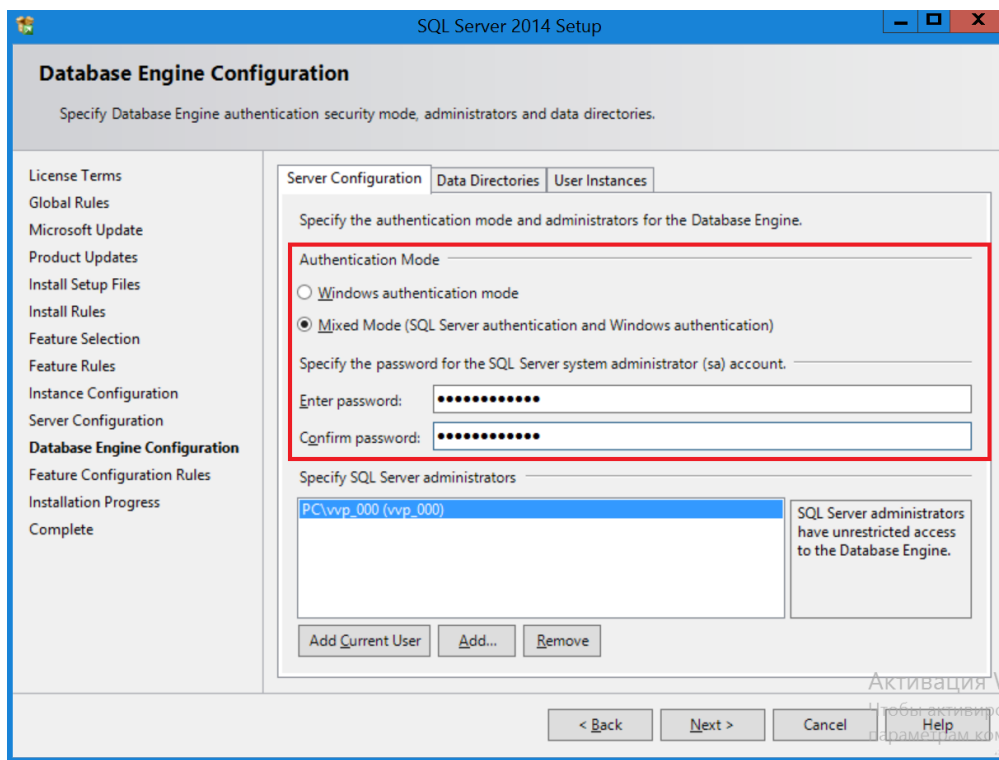 SQL Server 2014 Setup
Database Engine Configuration
Specify Database Engine authentication security mode, administrators and data directories.
License Terms
Global Rules
Microsoft Update
Product Updates
Install Setup Files
Install Rules
Feature Selection
Feature Rules
Instance Configuration
Server Configuration
Database Engine Configuration
Feature Configuration Rules
Installation Progress
Complete
Server Configuration Data Directories User Instances
Specify the authentication mode and administrators for the Database Engine.
Authentication Mode
Windows authentication mode
Mixed Mode (SQL Server authentication and Windows authentication)
Specify the password for the SQL Server system administrator (sa) account.
Enter password: ●●●●●●●●●●●●
Confirm password: ●●●●●●●●●●●●
Specify SQL Server administrators
PC\vvp_000 (vvp_000)
SQL Server administrators
have unrestricted access
to the Database Engine.
Add Current User Add... Remove
Активация
< Back Next > Cancel Help
параметрам